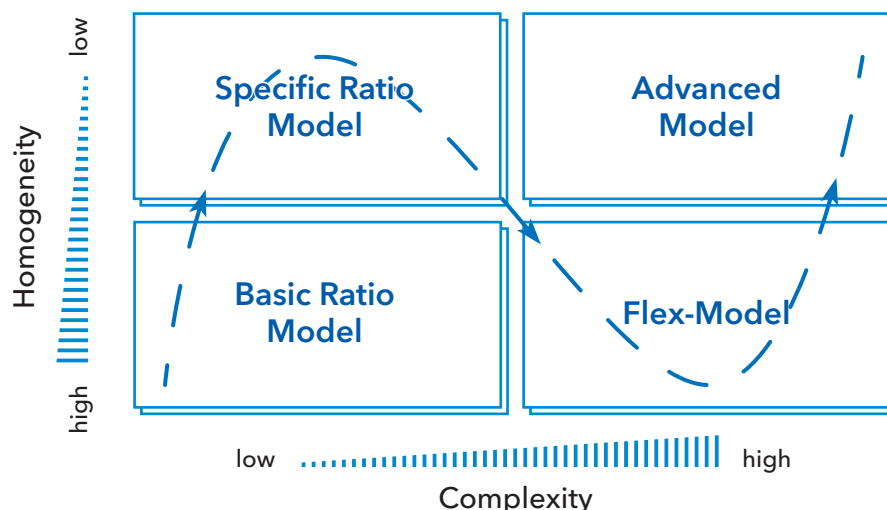 low
Homogeneity
high
Specific Ratio
Model
Advanced
Model
Basic Ratio
Model
Flex-Model
low
high
Complexity